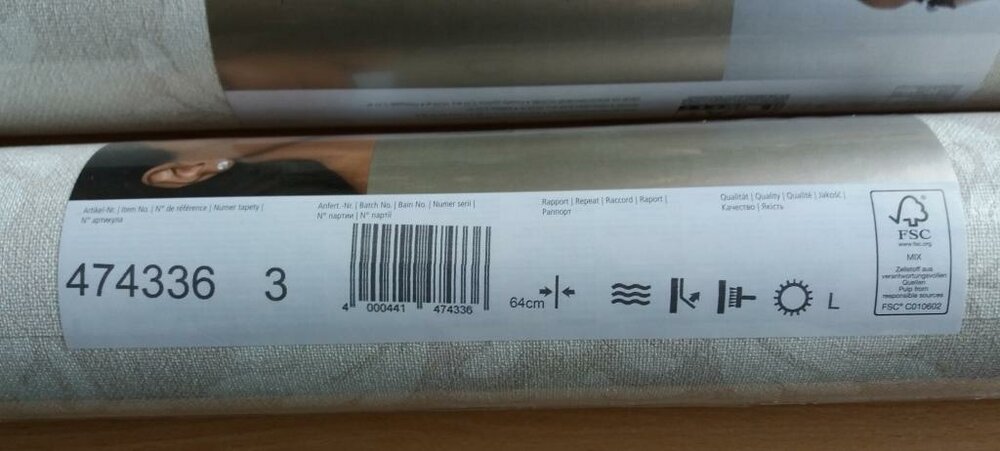 Artikel-Nr. | Item No. | N° de référence | Numer tapety |
N° артикула
Anfert.-Nr. | Batch No. | Bain No. | Numer serii |
N° партии | N° партії
Rapport | Repeat | Raccord | Raport |
Раппорт
Qualität | Quality | Qualité | Jakość |
Качество | Якість
474336 3
4 000441 474336
64cm
L
FSC
www.fsc.org
MIX
Zellstoff aus
verantwortungsvollen
Quellen
Pulp from
responsible sources
FSC® C010602